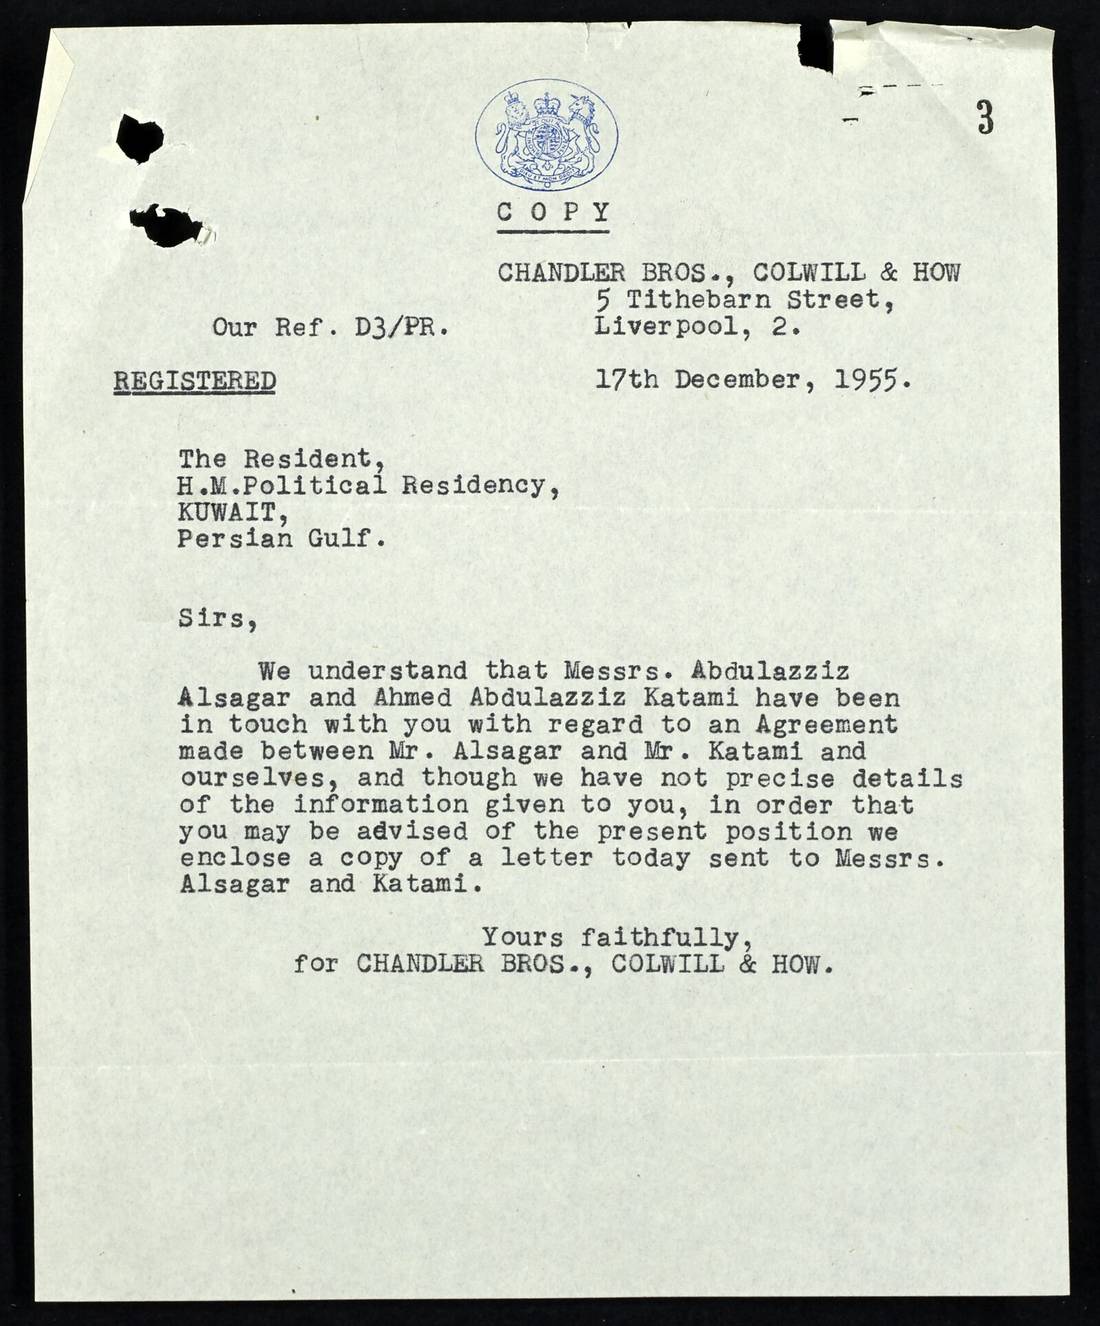 3
C O P Y
CHANDLER BROS., COLWILL & HOW
5 Tithebarn Street,
Our Ref. D3/PR. Liverpool, 2.
REGISTERED 17th December, 1955.
The Resident,
H.M.Political Residency,
KUWAIT,
Persian Gulf.
Sirs,
We understand that Messrs. Abdulazziz
Alsagar and Ahmed Abdulazziz Katami have been
in touch with you with regard to an Agreement
made between Mr. Alsagar and Mr. Katami and
ourselves, and though we have not precise details
of the information given to you, in order that
you may be advised of the present position we
enclose a copy of a letter today sent to Messrs.
Alsagar and Katami.
Yours faithfully,
for CHANDLER BROS., COLWILL & HOW.